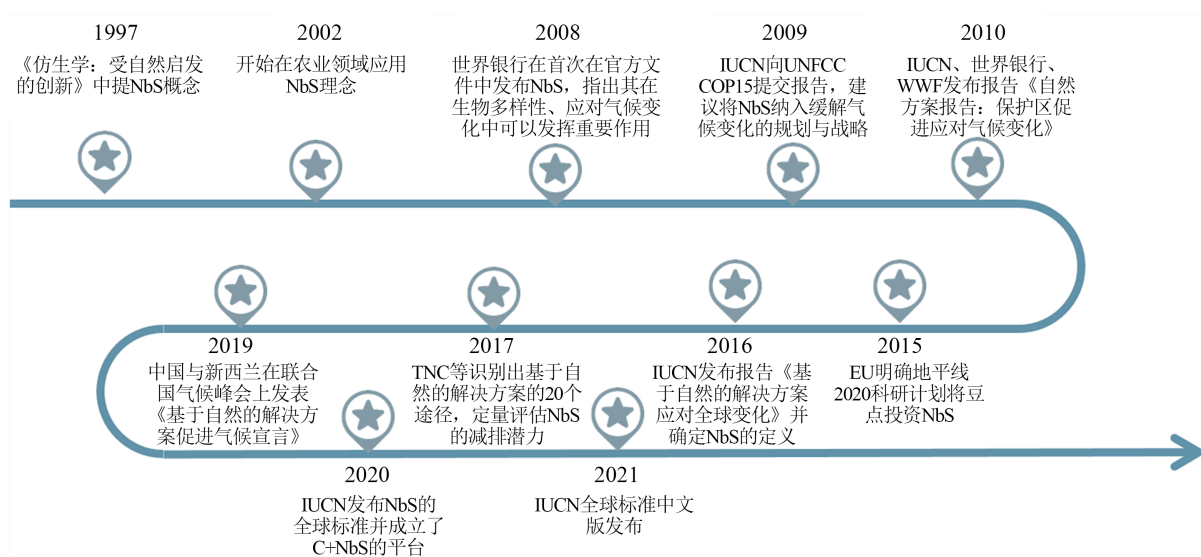 1997
《仿生学：受自然启发
的创新》中提NbS概念
2002
开始在农业领域应用
NbS理念
2008
世界银行在首次在官方文
件中发布NbS，指出其在
生物多样性、应对气候变
化中可以发挥重要作用
2009
IUCN向UNFCC
COP15提交报告，建
议将NbS纳入缓解气
候变化的规划与战略
2010
IUCN、世界银行、
WWF发布报告《自然
方案报告：保护区促
进应对气候变化》
2015
EU明确地平线
2020科研计划将豆
点投资NbS
2016
IUCN发布报告《基
于自然的解决方案
应对全球变化》并
确定NbS的定义
2017
TNC等识别出基于自
然的解决方案的20个
途径，定量评估NbS
的减排潜力
2019
中国与新西兰在联合
国气候峰会上发表
《基于自然的解决方
案促进气候宣言》
2020
IUCN发布NbS的
全球标准并成立了
C+NbS的平台
2021
IUCN全球标准中文
版发布